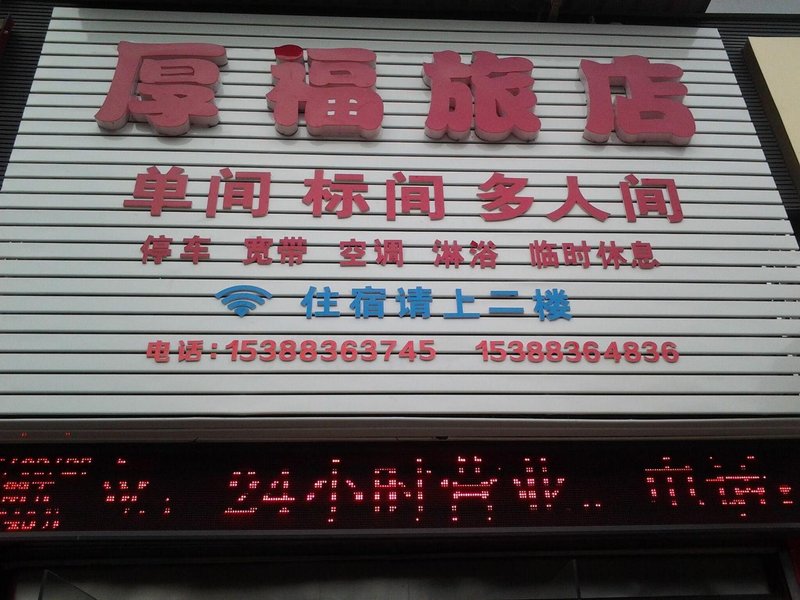 厚福旅店
单间 标间 多人间
停车 宽带 空调 淋浴 临时休息
住宿请上二楼
电话:15388363745 15388364836
业，24小时营业..